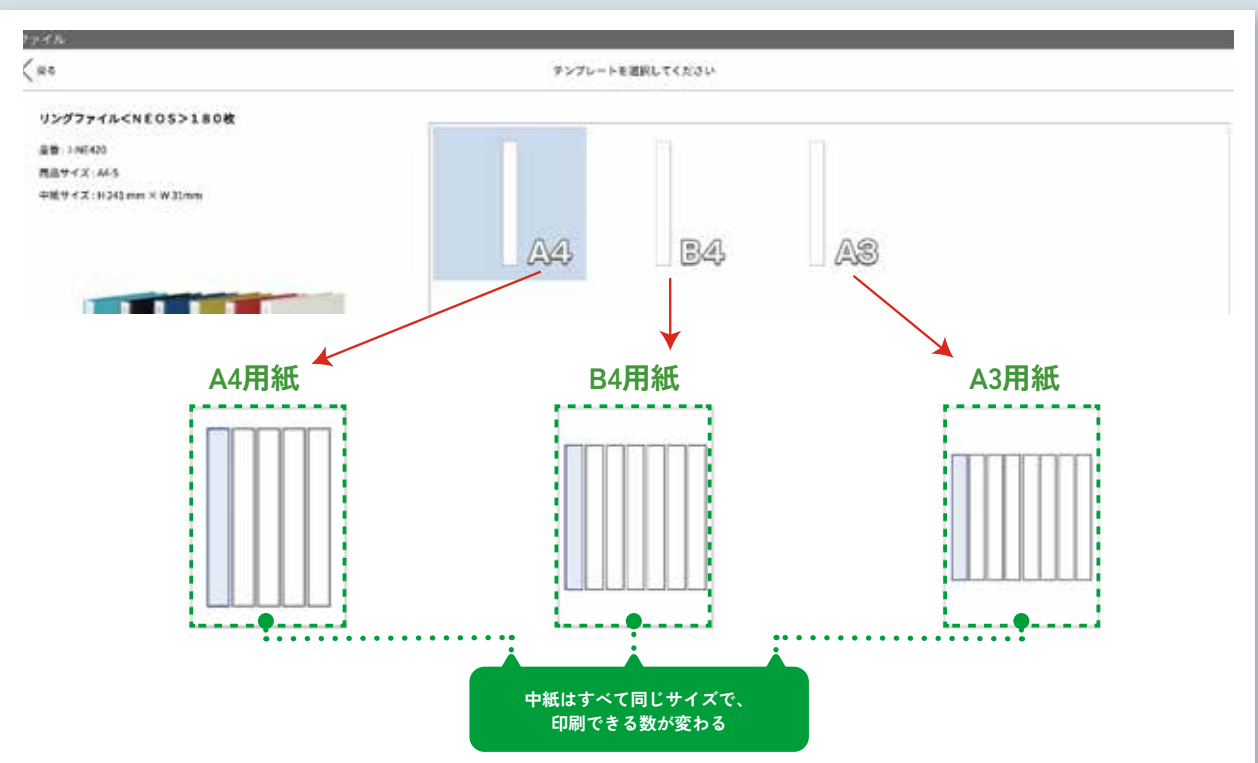 ファイル
戻る
テンプレートを選択してください
リングファイル<NEOS>180枚
品番 : J-NE420
商品サイズ : A4-S
中紙サイズ : H 241 mm × W 31mm
A4
B4
A3
A4用紙
B4用紙
A3用紙
中紙はすべて同じサイズで、
印刷できる数が変わる